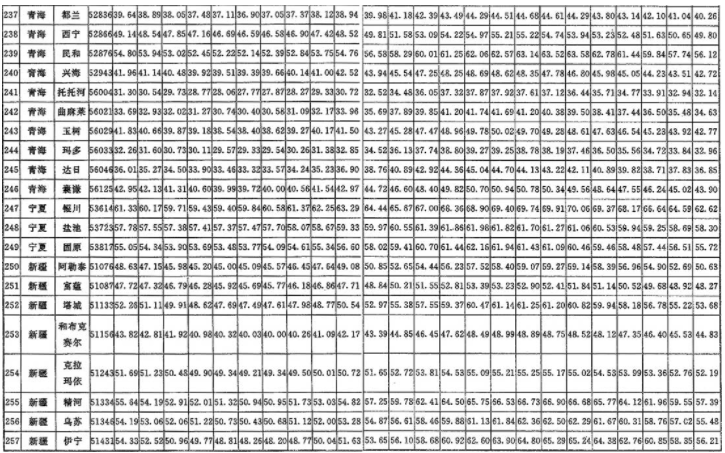 237 青海 都兰 52836 39.64 38.89 38.05 37.48 37.11 36.90 37.05 37.37 38.12 38.94 39.98 41.18 42.39 43.49 44.29 44.51 44.68 44.61 44.29 43.80 43.14 42.10 41.04 40.26
238 青海 西宁 52866 49.14 48.54 47.85 47.16 46.69 46.59 46.58 46.90 47.42 48.52 49.81 51.58 53.09 54.22 54.97 55.21 55.22 54.74 53.94 53.23 52.48 51.63 50.65 49.80
239 青海 民和 52876 54.80 53.94 53.02 52.45 52.22 52.14 52.39 52.84 53.75 54.76 56.58 58.29 60.01 61.25 62.06 62.57 63.14 63.52 63.58 62.78 61.44 59.84 57.74 56.12
240 青海 兴海 52943 41.96 41.14 40.48 39.92 39.51 39.39 39.66 40.14 41.00 42.52 43.94 45.54 47.25 48.25 48.69 48.62 48.35 47.78 46.80 45.98 45.05 44.23 43.51 42.72
241 青海 托托河 56004 31.30 30.54 29.73 28.77 28.06 27.77 27.87 28.27 29.33 30.72 32.52 34.48 36.05 37.32 37.87 37.92 37.61 37.12 36.44 35.71 34.77 33.91 32.94 32.14
242 青海 曲麻莱 56021 33.69 32.93 32.02 31.27 30.74 30.40 30.58 31.09 32.17 33.96 35.69 37.89 39.85 41.20 41.74 41.69 41.20 40.38 39.50 38.41 37.44 36.50 35.48 34.63
243 青海 玉树 56029 41.83 40.66 39.87 39.18 38.54 38.40 38.62 39.27 40.17 41.50 43.27 45.28 47.47 48.96 49.78 50.02 49.70 49.28 48.61 47.63 46.54 45.23 43.92 42.77
244 青海 玛多 56033 32.26 31.60 30.73 30.11 29.57 29.33 29.54 30.26 31.38 32.85 34.52 36.13 37.74 38.80 39.27 39.25 38.78 38.19 37.46 36.50 35.56 34.72 33.84 32.96
245 青海 达日 56046 36.01 35.27 34.50 33.90 33.46 33.32 33.57 34.24 35.23 36.90 38.76 40.89 42.92 44.36 45.04 44.70 44.13 43.22 42.11 40.89 39.82 38.71 37.83 36.85
246 青海 囊谦 56125 42.95 42.13 41.31 40.60 39.99 39.72 40.00 40.56 41.54 42.97 44.72 46.60 48.40 49.82 50.70 50.94 50.78 50.34 49.56 48.64 47.55 46.24 45.02 43.90
247 宁夏 银川 53614 61.33 60.17 59.71 59.43 59.40 59.84 60.58 61.37 62.25 63.29 64.44 65.67 67.00 68.36 68.90 69.40 69.74 69.91 70.06 69.37 68.17 66.64 64.59 62.62
248 宁夏 盐池 53723 57.78 57.55 57.38 57.41 57.37 57.47 57.70 58.07 58.67 59.33 59.97 60.55 61.39 61.86 61.98 61.82 61.70 61.27 61.06 60.53 59.94 59.25 58.69 58.30
249 宁夏 固原 53817 55.05 54.34 53.90 53.69 53.48 53.77 54.09 54.61 55.34 56.60 58.02 59.41 60.70 61.44 62.16 61.94 61.43 61.09 60.46 59.46 58.48 57.44 56.51 55.72
250 新疆 阿勒泰 51076 48.63 47.15 45.98 45.20 45.00 45.09 45.57 46.45 47.64 49.08 50.85 52.65 54.44 56.23 57.52 58.40 59.07 59.27 59.14 58.39 56.96 54.90 52.69 50.63
251 新疆 富蕴 51087 47.72 47.32 46.79 46.28 45.92 45.69 45.77 46.18 46.86 47.71 48.84 50.21 51.55 52.81 53.39 53.23 52.90 52.41 51.84 51.14 50.52 49.68 48.92 48.27
252 新疆 塔城 51133 52.26 51.11 49.91 48.62 47.69 47.49 47.61 47.98 48.77 50.54 52.97 55.38 57.55 59.37 60.47 61.14 61.25 61.20 60.82 59.94 58.18 56.78 55.22 53.68
253 新疆 和布克赛尔 51156 43.82 42.81 41.92 40.98 40.32 40.03 40.00 40.26 41.09 42.17 43.39 44.85 46.45 47.62 48.49 48.99 48.89 48.75 48.52 48.12 47.35 46.40 45.53 44.83
254 新疆 克拉玛依 51243 51.69 51.23 50.48 49.90 49.34 49.21 49.34 49.50 50.01 50.72 51.65 52.72 53.81 54.53 55.09 55.21 55.25 55.17 55.02 54.53 53.99 53.36 52.76 52.19
255 新疆 精河 51334 55.64 54.19 52.91 52.01 51.32 50.94 50.95 51.73 53.03 54.82 57.25 59.78 62.41 64.50 65.75 66.53 66.73 66.90 66.68 65.77 64.12 61.96 59.55 57.39
256 新疆 乌苏 51346 54.19 53.06 52.06 51.22 50.73 50.43 50.68 51.12 52.00 53.28 54.87 56.61 58.46 59.88 61.13 61.84 62.36 62.50 62.29 61.67 60.31 58.76 57.02 55.48
257 新疆 伊宁 51431 54.33 52.52 50.96 49.77 48.81 48.26 48.20 48.77 50.04 51.63 53.65 56.10 58.68 60.92 62.60 63.90 64.80 65.29 65.24 64.38 62.76 60.85 58.35 56.21